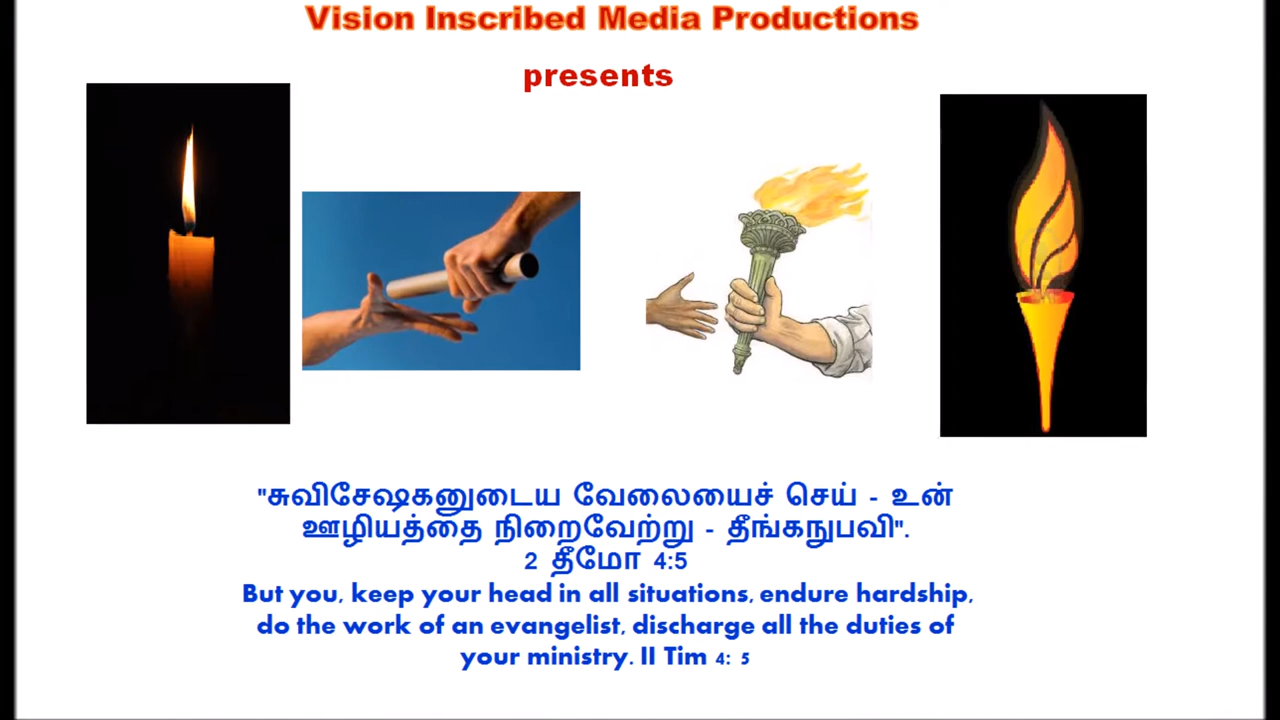 Vision Inscribed Media Productions
presents
"சுவிசேஷகனுடைய வேலையைச் செய் - உன்
ஊழியத்தை நிறைவேற்று - தீங்கநுபவி".
2 தீமோ 4:5
But you, keep your head in all situations, endure hardship,
do the work of an evangelist, discharge all the duties of
your ministry. II Tim 4: 5